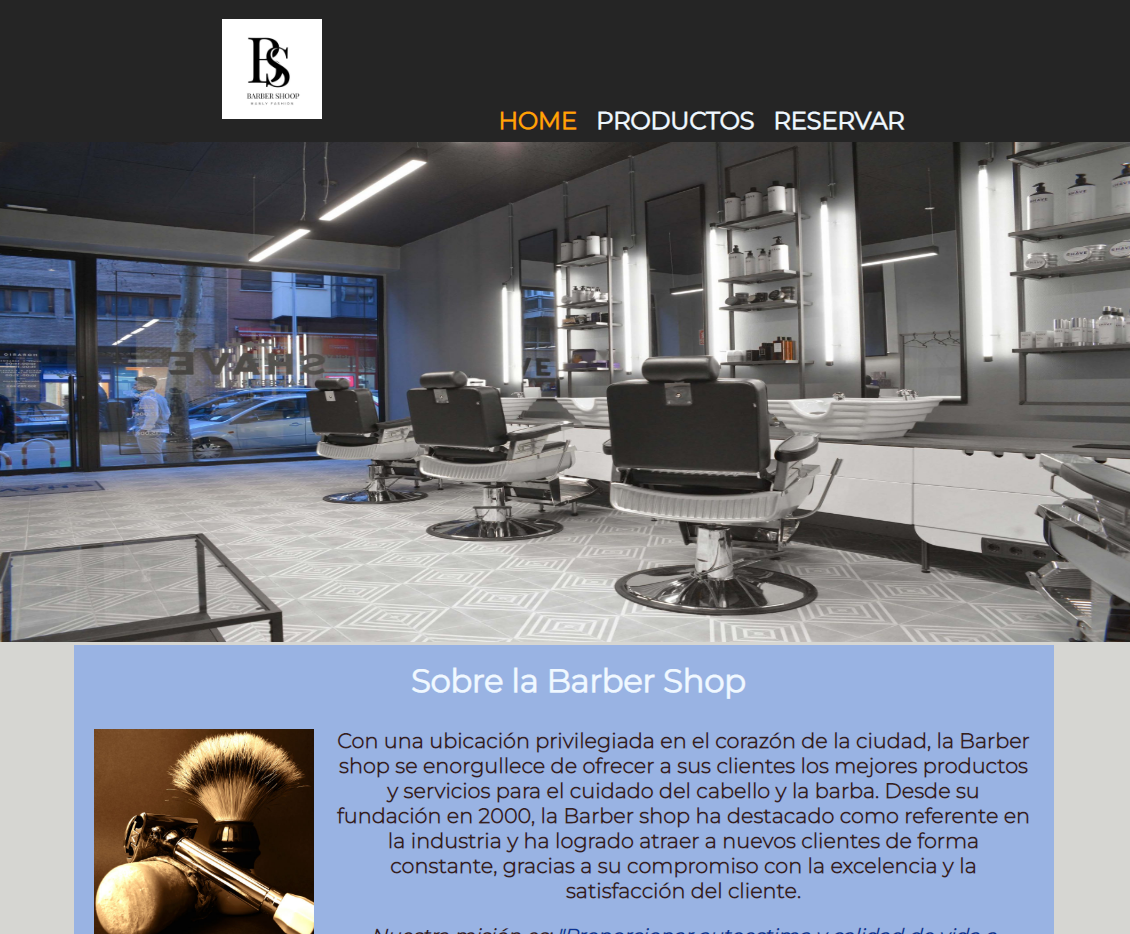 BS
BARBER SHOOP
MANLY FASHION
HOME PRODUCTOS RESERVAR
SHAVE
VE
Sobre la Barber Shop
Con una ubicación privilegiada en el corazón de la ciudad, la Barber
shop se enorgullece de ofrecer a sus clientes los mejores productos
y servicios para el cuidado del cabello y la barba. Desde su
fundación en 2000, la Barber shop ha destacado como referente en
la industria y ha logrado atraer a nuevos clientes de forma
constante, gracias a su compromiso con la excelencia y la
satisfacción del cliente.
Nuestra misión es: "Proporcionar autoestima y calidad de vida a